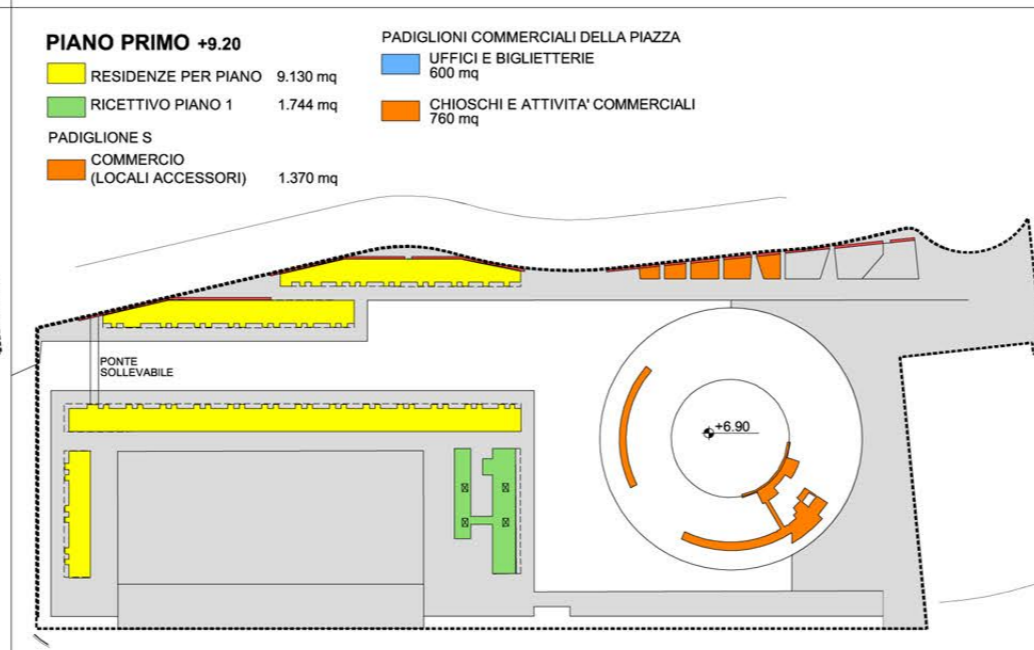 PIANO PRIMO +9.20
RESIDENZE PER PIANO 9.130 mq
RICETTIVO PIANO 1 1.744 mq
PADIGLIONE S
COMMERCIO
(LOCALI ACCESSORI) 1.370 mq
PADIGLIONI COMMERCIALI DELLA PIAZZA
UFFICI E BIGLIETTERIE
600 mq
CHIOSCHI E ATTIVITA' COMMERCIALI
760 mq
PONTE
SOLLEVABILE
+6.90